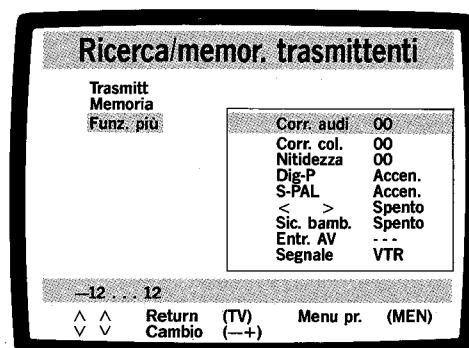 Ricerca/memor. trasmittenti
Trasmitt
Memoria
Funz. più
Corr. audi 00
Corr. col. 00
Nitidezza 00
Dig-P Accen.
S-PAL Accen.
< > Spento
Sic. bamb. Spento
Entr. AV - - -
Segnale VTR
—12 . . . 12
∧ ∧ Return (TV) Menu pr. (MEN)
∨ ∨ Cambio (—+)